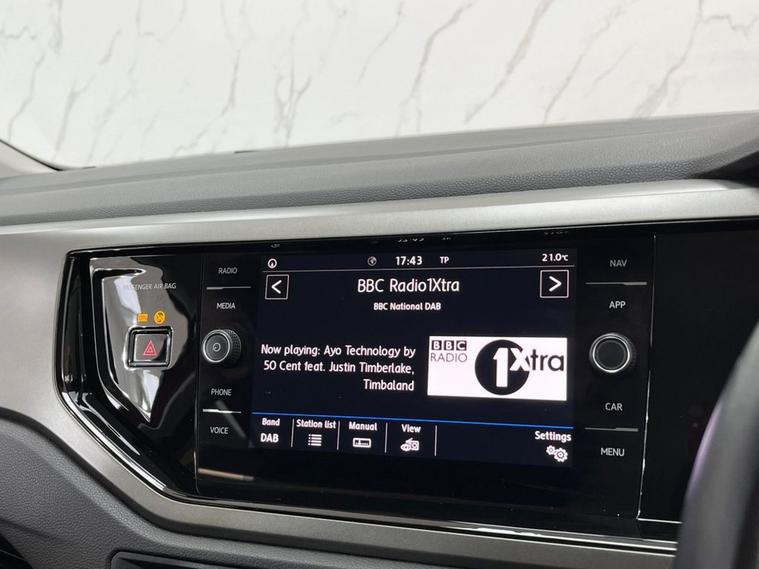 PASSENGER AIR BAG
RADIO
MEDIA
PHONE
VOICE
17:43 TP 21.0°C
BBC Radio1Xtra
BBC National DAB
Now playing: Ayo Technology by
50 Cent feat. Justin Timberlake,
Timbaland
BBC
RADIO
1Xtra
Band
DAB
Station list
Manual
View
Settings
NAV
APP
CAR
MENU